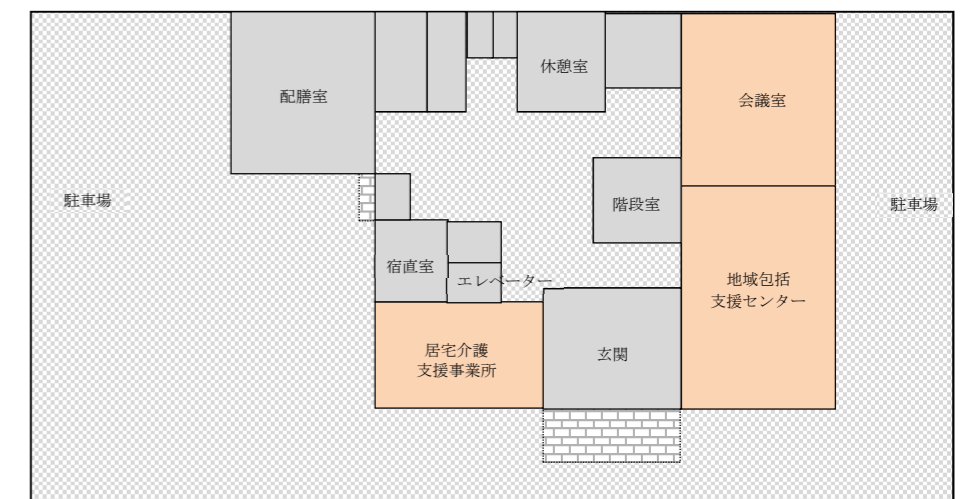 休憩室
配膳室
会議室
駐車場
階段室
駐車場
宿直室
エレベーター
地域包括
支援センター
居宅介護
支援事業所
玄関